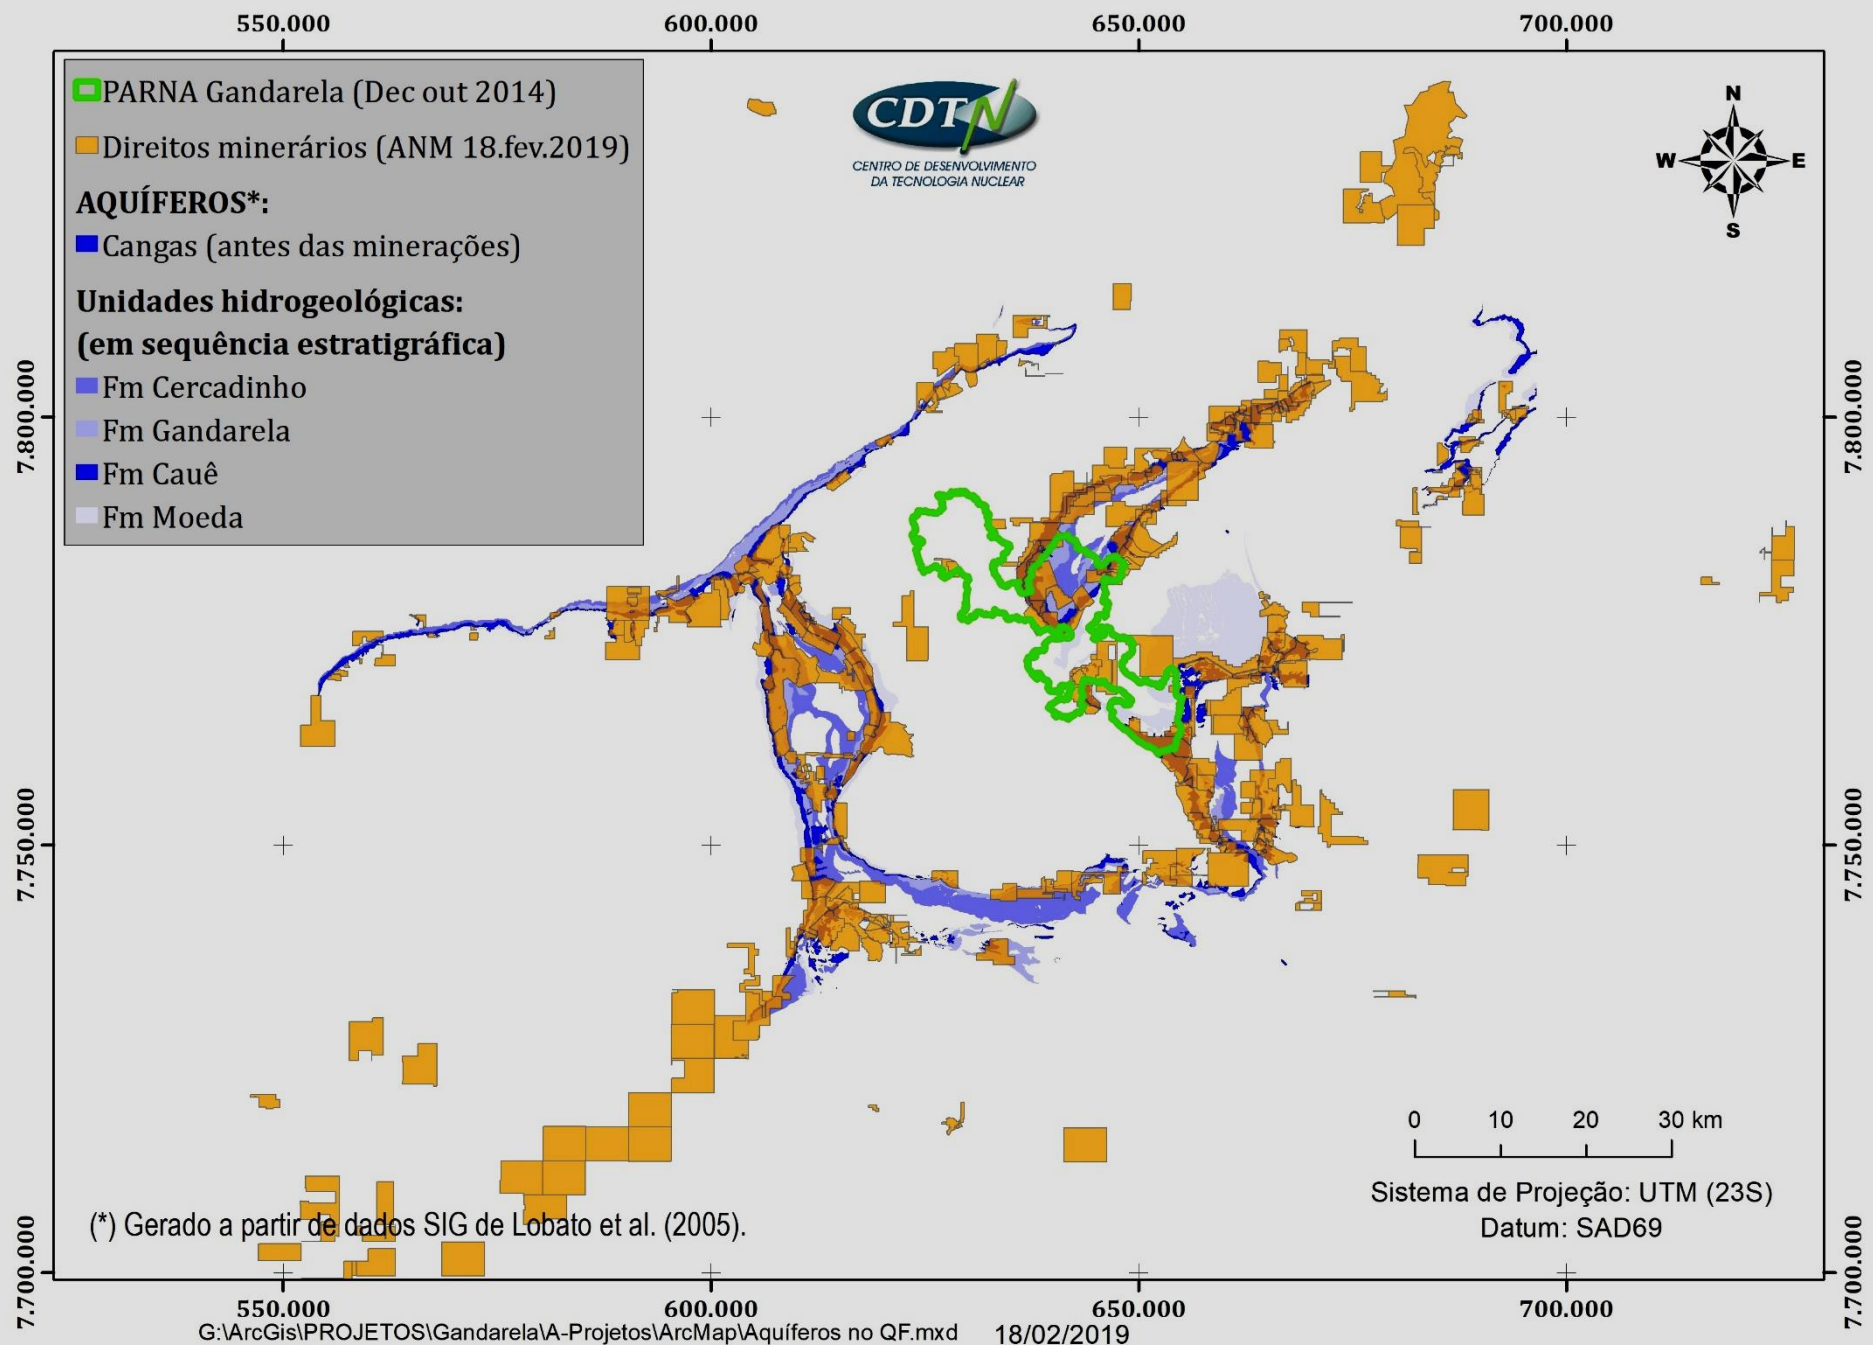 550.000 600.000 650.000 700.000
PARNA Gandarela (Dec out 2014)
Direitos minerários (ANM 18.fev.2019)
AQUÍFEROS*:
Cangas (antes das minerações)
Unidades hidrogeológicas:
(em sequência estratigráfica)
Fm Cercadinho
Fm Gandarela
Fm Cauê
Fm Moeda
CDTN
CENTRO DE DESENVOLVIMENTO
DA TECNOLOGIA NUCLEAR
N
W E
S
7.800.000 7.800.000
7.750.000 7.750.000
7.700.000 7.700.000
0 10 20 30 km
Sistema de Projeção: UTM (23S)
Datum: SAD69
(*) Gerado a partir de dados SIG de Lobato et al. (2005).
550.000 600.000 650.000 700.000
G:\ArcGis\PROJETOS\Gandarela\A-Projetos\ArcMap\Aquíferos no QF.mxd 18/02/2019